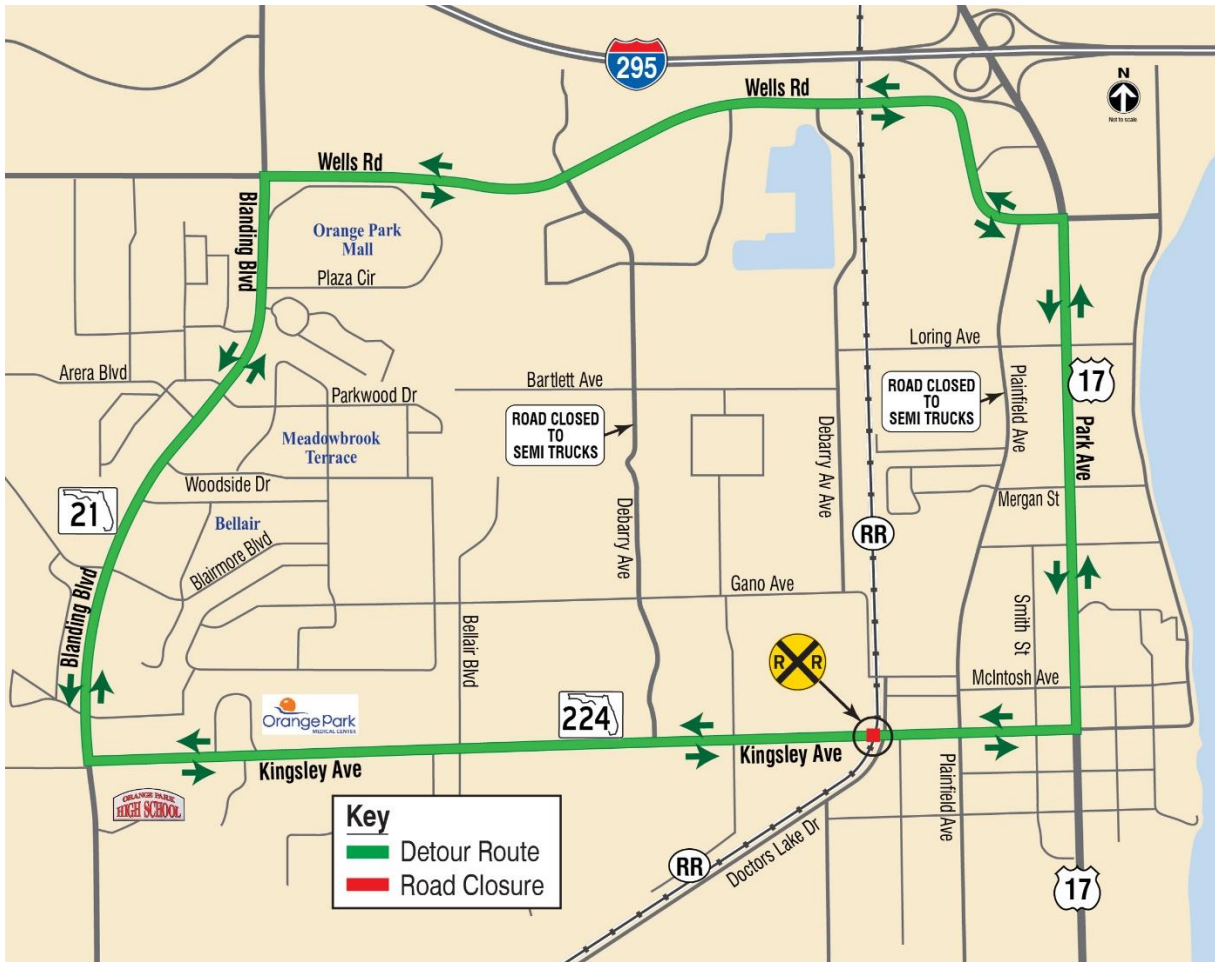 295
N
Not to scale
Wells Rd
Wells Rd
Blanding Blvd
Orange Park
Mall
Plaza Cir
Loring Ave
Arera Blvd
Bartlett Ave
Parkwood Dr
ROAD CLOSED
TO
SEMI TRUCKS
ROAD CLOSED
TO
SEMI TRUCKS
Plainfield Ave
17
Park Ave
Meadowbrook
Terrace
Debarry Av Ave
Woodside Dr
21
Bellair
Mergan St
RR
Debarry Ave
Blairmore Blvd
Gano Ave
Blanding Blvd
Bellair Blvd
Smith St
R R
McIntosh Ave
OrangePark
MEDICAL CENTER
224
Kingsley Ave
Kingsley Ave
Plainfield Ave
ORANGE PARK
HIGH SCHOOL
Key
Detour Route
Road Closure
Doctors Lake Dr
RR
17